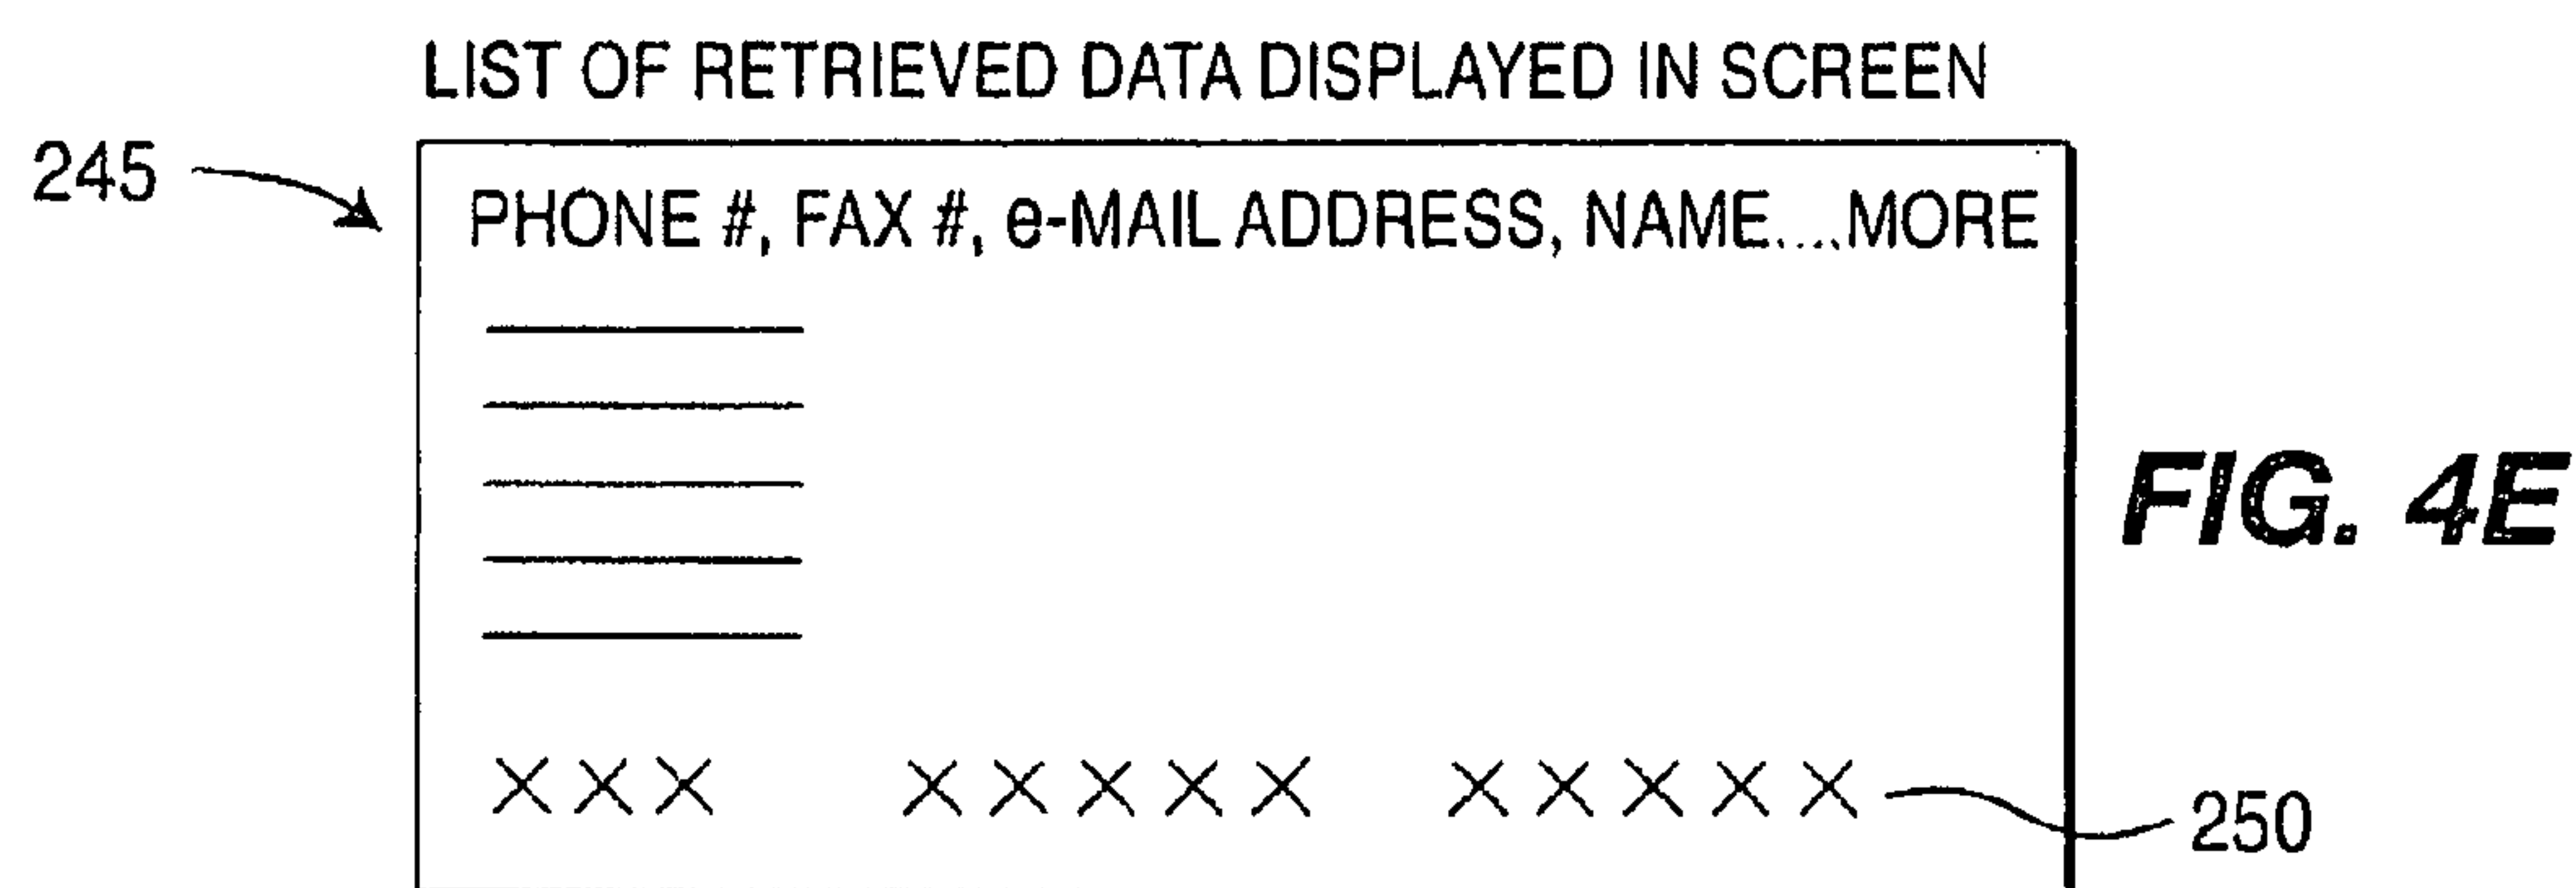 LIST OF RETRIEVED DATA DISPLAYED IN SCREEN
245
PHONE #, FAX #, e-MAIL ADDRESS, NAME....MORE
FIG. 4E
XXX XXXXX XXXXX
250